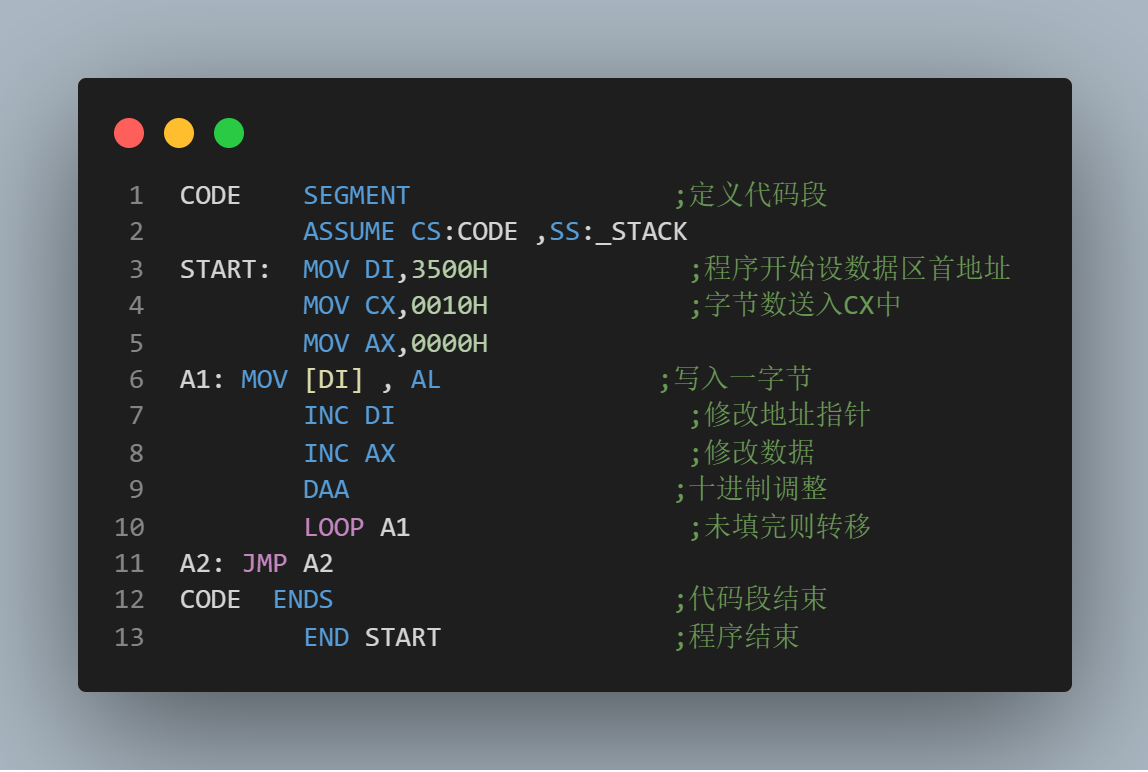 1 CODE    SEGMENT                 ;定义代码段
2         ASSUME CS:CODE ,SS:_STACK
3 START:  MOV DI,3500H             ;程序开始设数据区首地址
4         MOV CX,0010H             ;字节数送入CX中
5         MOV AX,0000H
6 A1: MOV [DI] , AL              ;写入一字节
7         INC DI                   ;修改地址指针
8         INC AX                   ;修改数据
9         DAA                     ;十进制调整
10         LOOP A1                  ;未填完则转移
11 A2: JMP A2
12 CODE  ENDS                      ;代码段结束
13         END START               ;程序结束